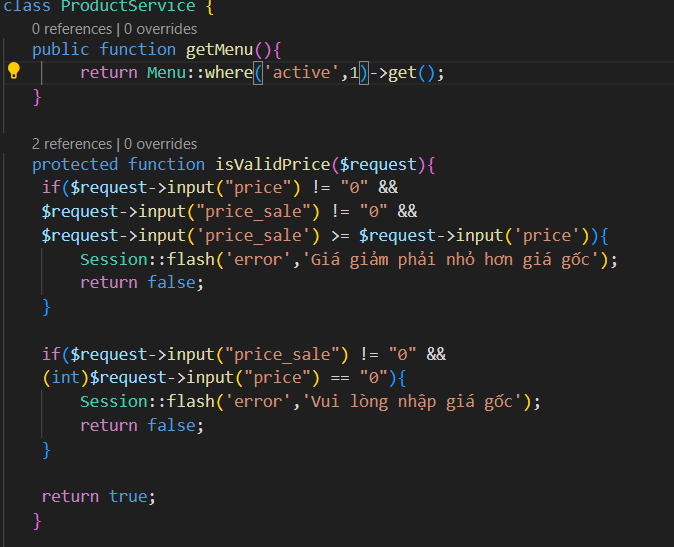 class ProductService {
0 references | 0 overrides
public function getMenu(){
return Menu::where('active',1)->get();
}
2 references | 0 overrides
protected function isValidPrice($request){
if($request->input("price") != "0" &&
$request->input("price_sale") != "0" &&
$request->input('price_sale') >= $request->input('price')){
Session::flash('error','Giá giảm phải nhỏ hơn giá gốc');
return false;
}
if($request->input("price_sale") != "0" &&
(int)$request->input("price") == "0"){
Session::flash('error','Vui lòng nhập giá gốc');
return false;
}
return true;
}